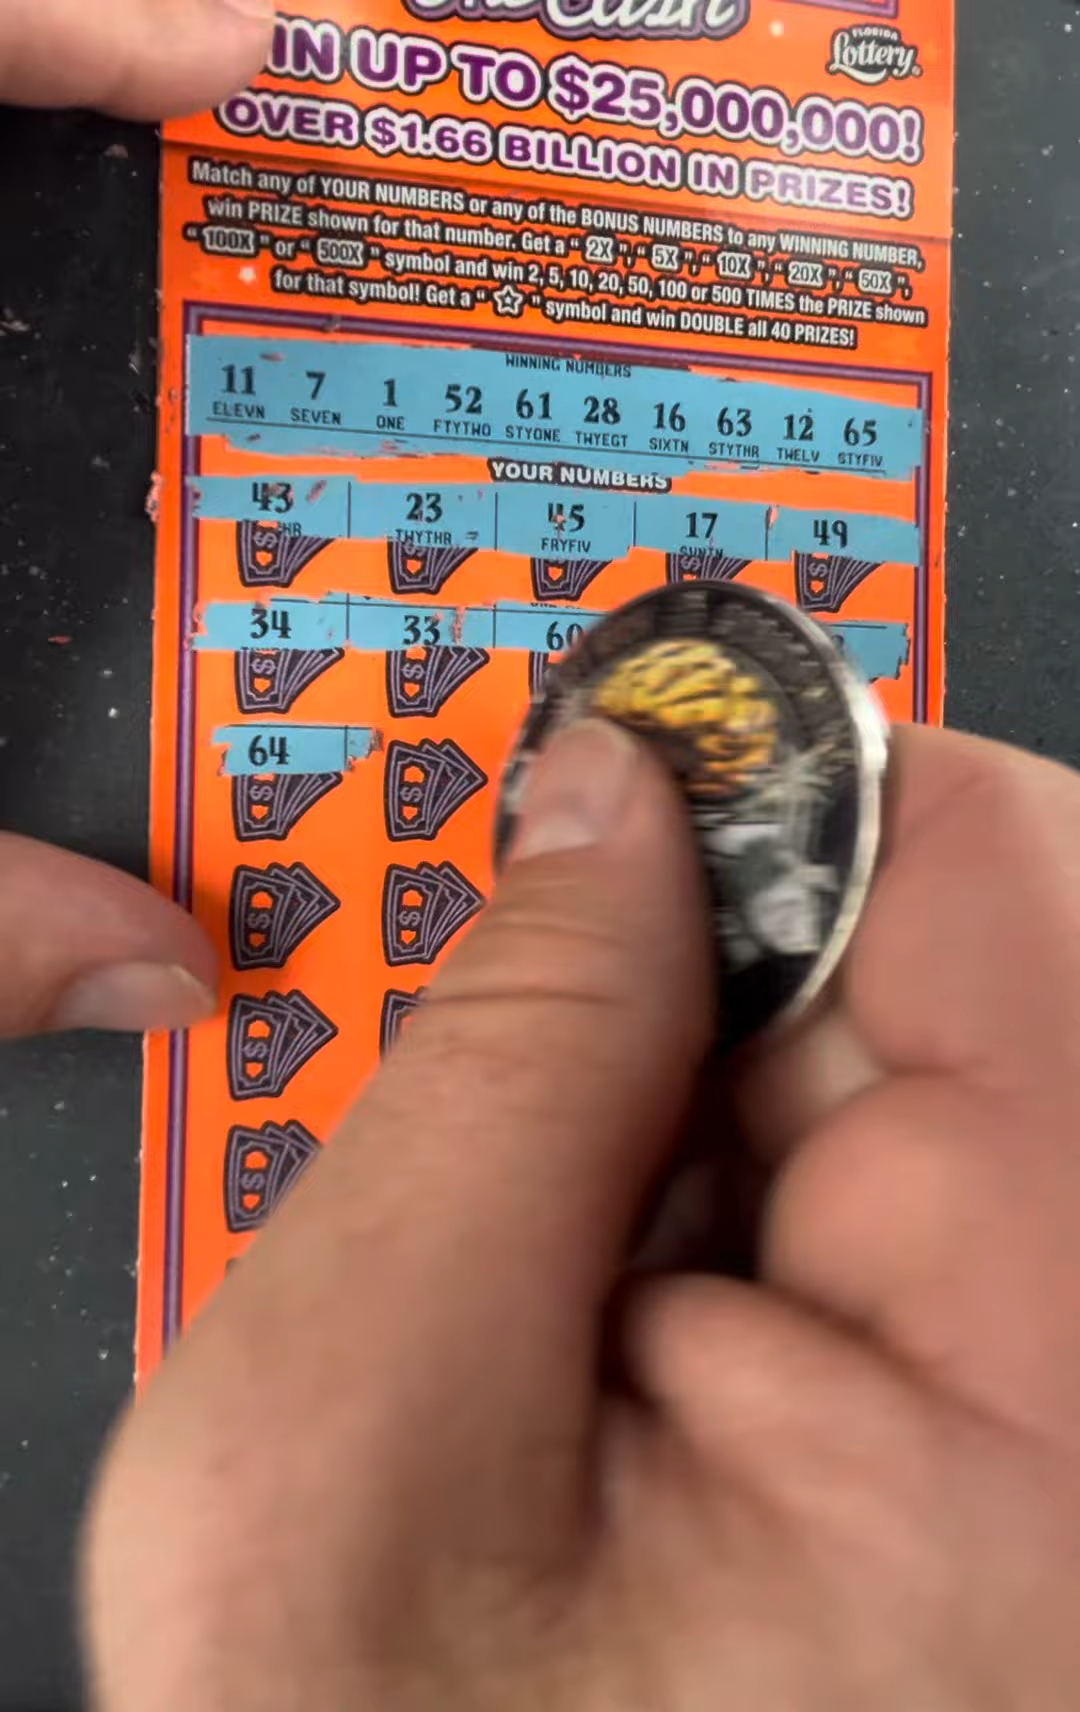 Cash
FLORIDA
Lottery
IN UP TO $25,000,000!
OVER $1.66 BILLION IN PRIZES!
Match any of YOUR NUMBERS or any of the BONUS NUMBERS to any WINNING NUMBER,
win PRIZE shown for that number. Get a "2X", "5X", "10X", "20X", "50X",
"100X" or "500X" symbol and win 2, 5, 10, 20, 50, 100 or 500 TIMES the PRIZE shown
for that symbol! Get a "☆" symbol and win DOUBLE all 40 PRIZES!
WINNING NUMBERS
11 7 1 52 61 28 16 63 12 65
ELEVN SEVEN ONE FTYTWO STYONE TWYEGT SIXTN STYTHR TWELV STYFIV
YOUR NUMBERS
43 23 45 17 49
HR TWYTHR FRYFIV SVNTN
34 33 60
64